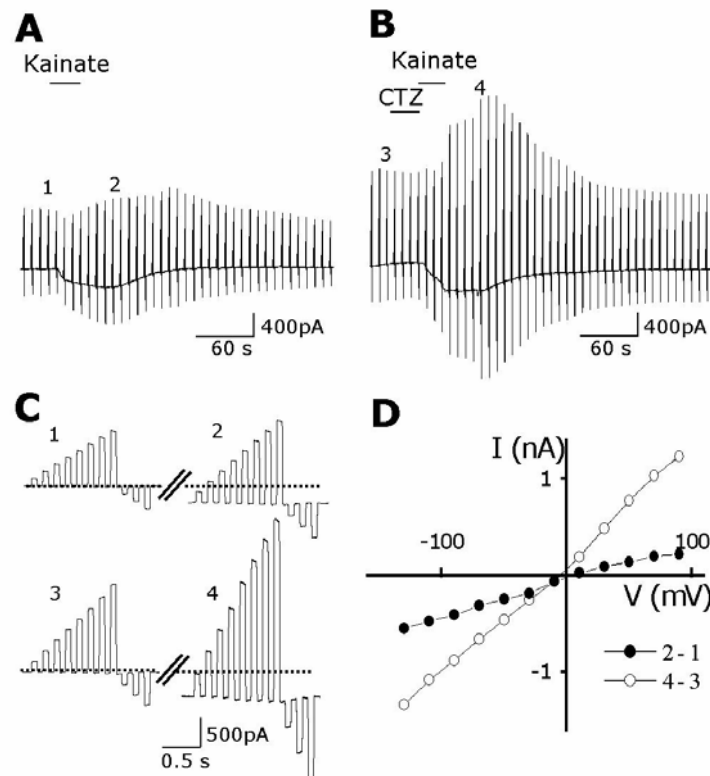 A
Kainate
1
2
400pA
60 s
B
Kainate
4
CTZ
3
400pA
60 s
C
1
2
3
4
500pA
0.5 s
D
I (nA)
1
-100
100
V (mV)
-1
2-1
4-3